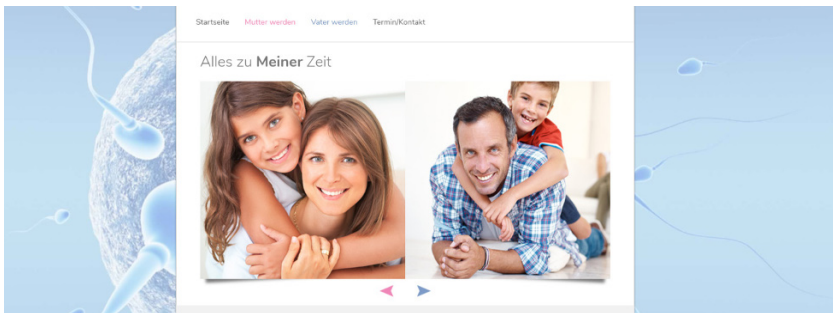 Startseite Mutter werden Vater werden Termin/Kontakt
Alles zu Meiner Zeit